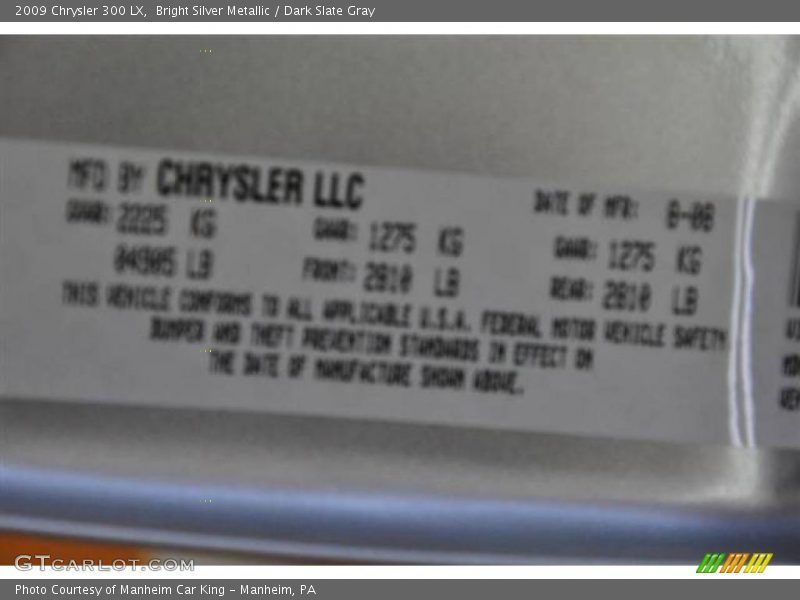 2009 Chrysler 300 LX, Bright Silver Metallic / Dark Slate Gray
MFD BY CHRYSLER LLC DATE OF MFD: 8-08
GVWR: 2225 KG GAWR: 1275 KG GAWR: 1275 KG
04905 LB FRONT: 2810 LB REAR: 2810 LB
THIS VEHICLE CONFORMS TO ALL APPLICABLE U.S.A. FEDERAL MOTOR VEHICLE SAFETY
BUMPER AND THEFT PREVENTION STANDARDS IN EFFECT ON
THE DATE OF MANUFACTURE SHOWN ABOVE.
GTCARLOT.COM
Photo Courtesy of Manheim Car King - Manheim, PA